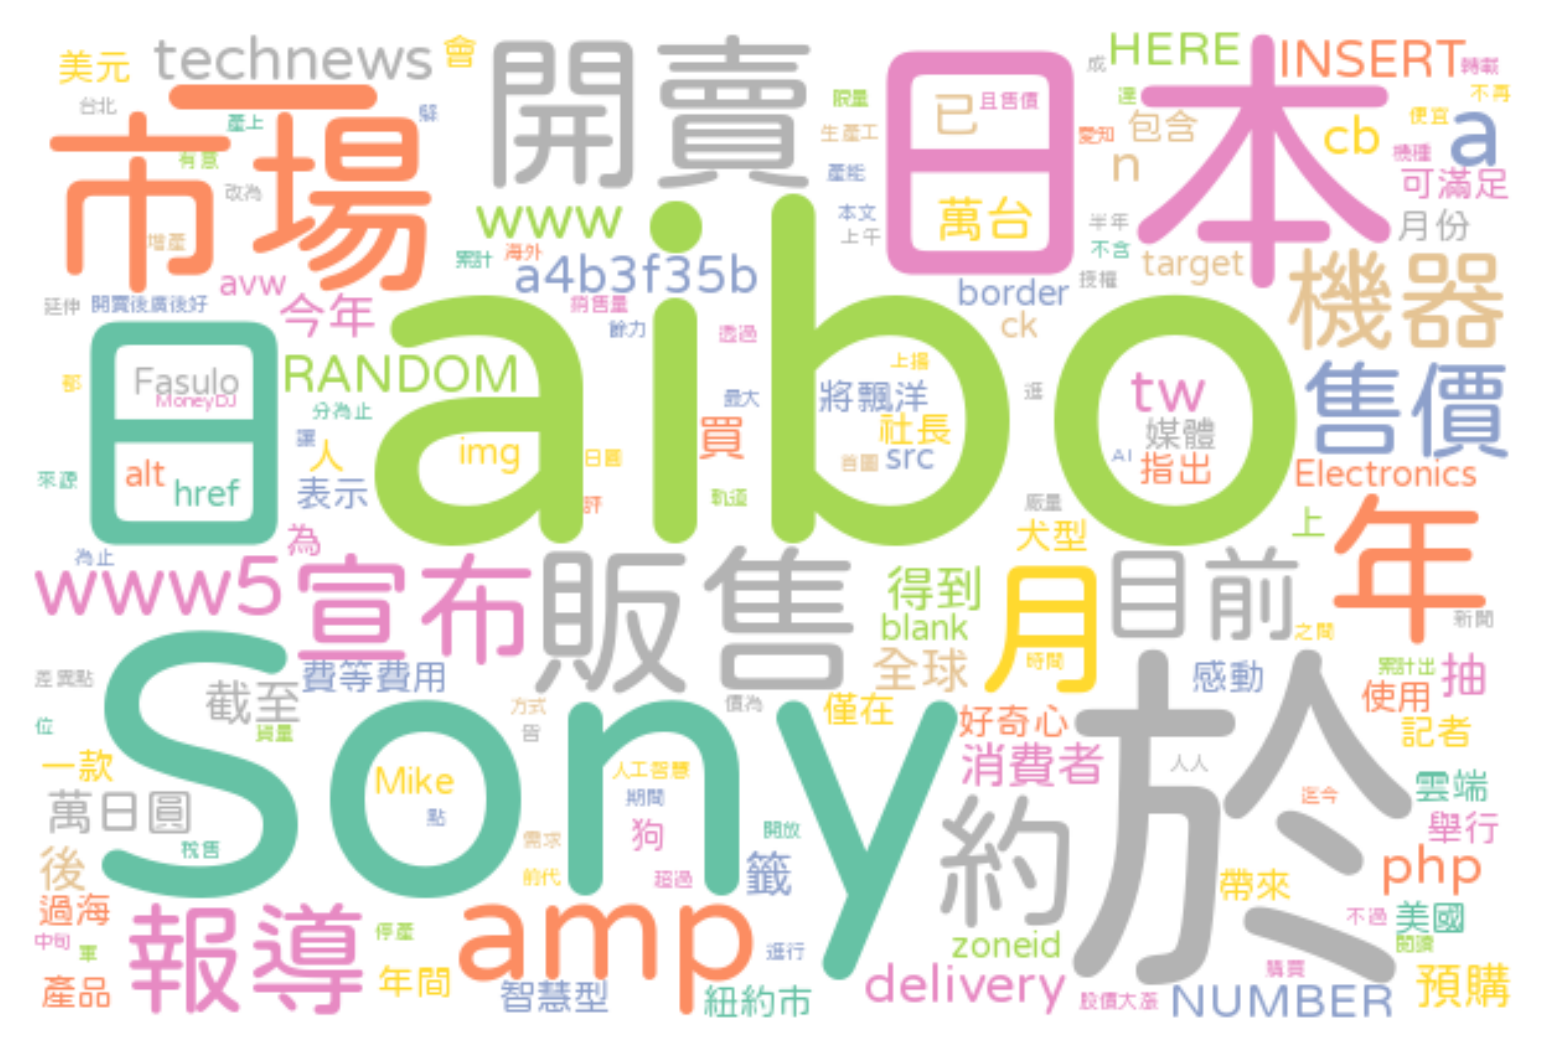 美元 technews 會 開賣 日本 HERE INSERT 轉載
台北 市場 解 限量 已 且售價 成 達 不再
產上 有意 生產工 愛知 包含 cb 便宜 a
改為 產能 n 機種 可滿足
增產 www 本文 上午 萬台 半年 月份
avw 累計 海外 a4b3f35b 不含 target 機器
延伸 開賣後廣後好 今年 銷售量 border 授權
餘力 透過 ck
日 Fasulo MoneyDJ RANDOM aibo 上揚 售價
都 分為止 最大 將飄洋 逛 tw
讓 人 img 日圓 買 社長 媒體
來源 alt href 表示 評 軌道 首圖 src AI 指出 Electronics
為止 為 廠量 犬型 上 年
www5 宣布 販售 得到 blank 月 目前 之間 新聞
差異點 截至 費等費用 全球 時間 感動 累計出 抽
位 貨量 方式 皆 價為 僅在 好奇心 使用 記者
一款 Sony Mike 人工智慧 消費者 於 人人 雲端
萬日圓 點 期間 迄今 舉行
稅售 需求 狗 開放 約
後 前代 超過 籤 帶來 php
過海 報導 amp 不過 美國
中旬 軍 停產 進行 zoneid 閱讀
產品 年間 智慧型 紐約市 delivery 股價大漲 購買 NUMBER 預購